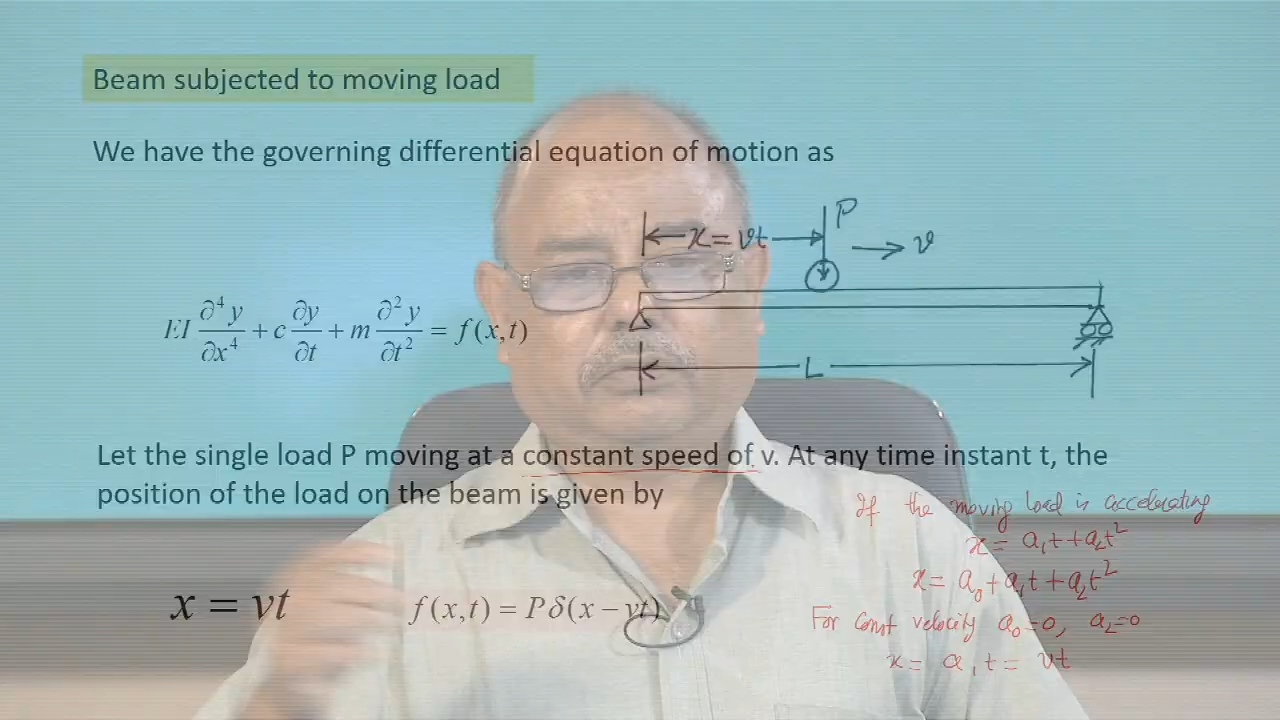 Beam subjected to moving load
We have the governing differential equation of motion as
P
x = vt
v
EI ∂⁴y/∂x⁴ + c ∂y/∂t + m ∂²y/∂t² = f(x,t)
L
Let the single load P moving at a constant speed of v. At any time instant t, the
position of the load on the beam is given by
If the moving load is accelerating
x = a₁t + a₂t²
x = a₀ + a₁t + a₂t²
x = vt
f(x,t) = Pδ(x − vt)
For const velocity a₀=0, a₂=0
x = a₁t = vt